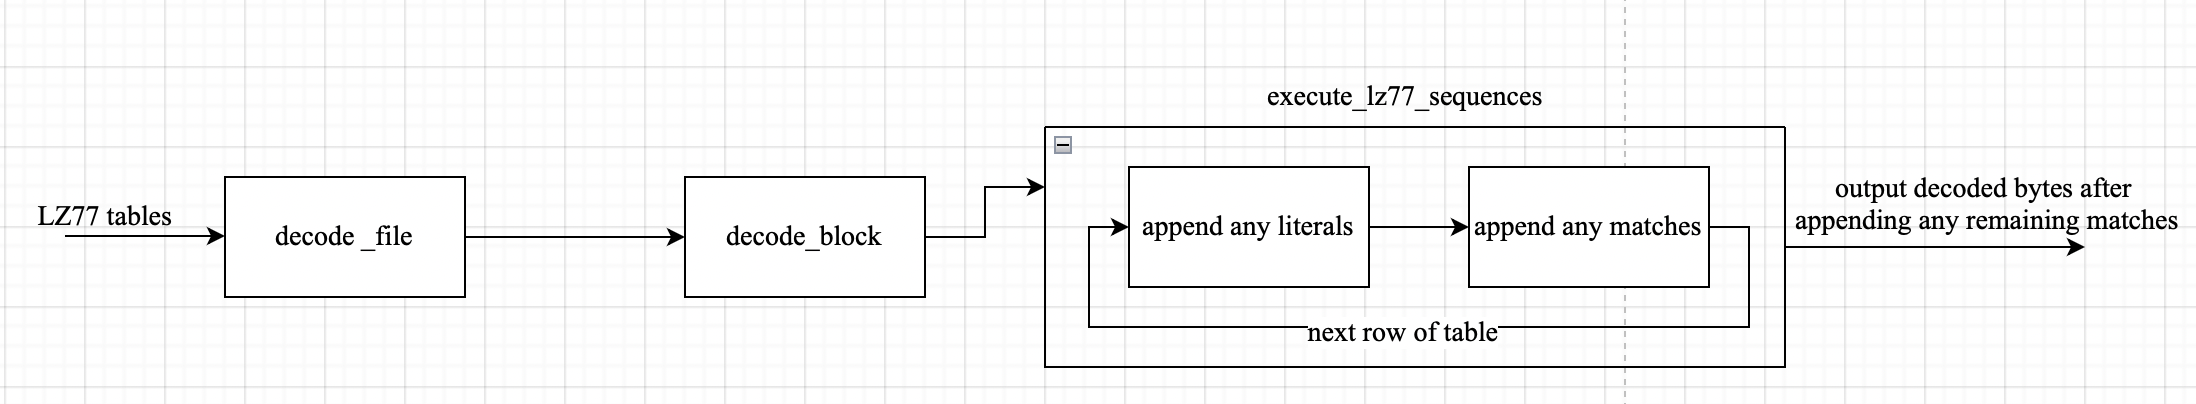 execute_lz77_sequences
LZ77 tables
decode _file
decode_block
append any literals
append any matches
next row of table
output decoded bytes after
appending any remaining matches